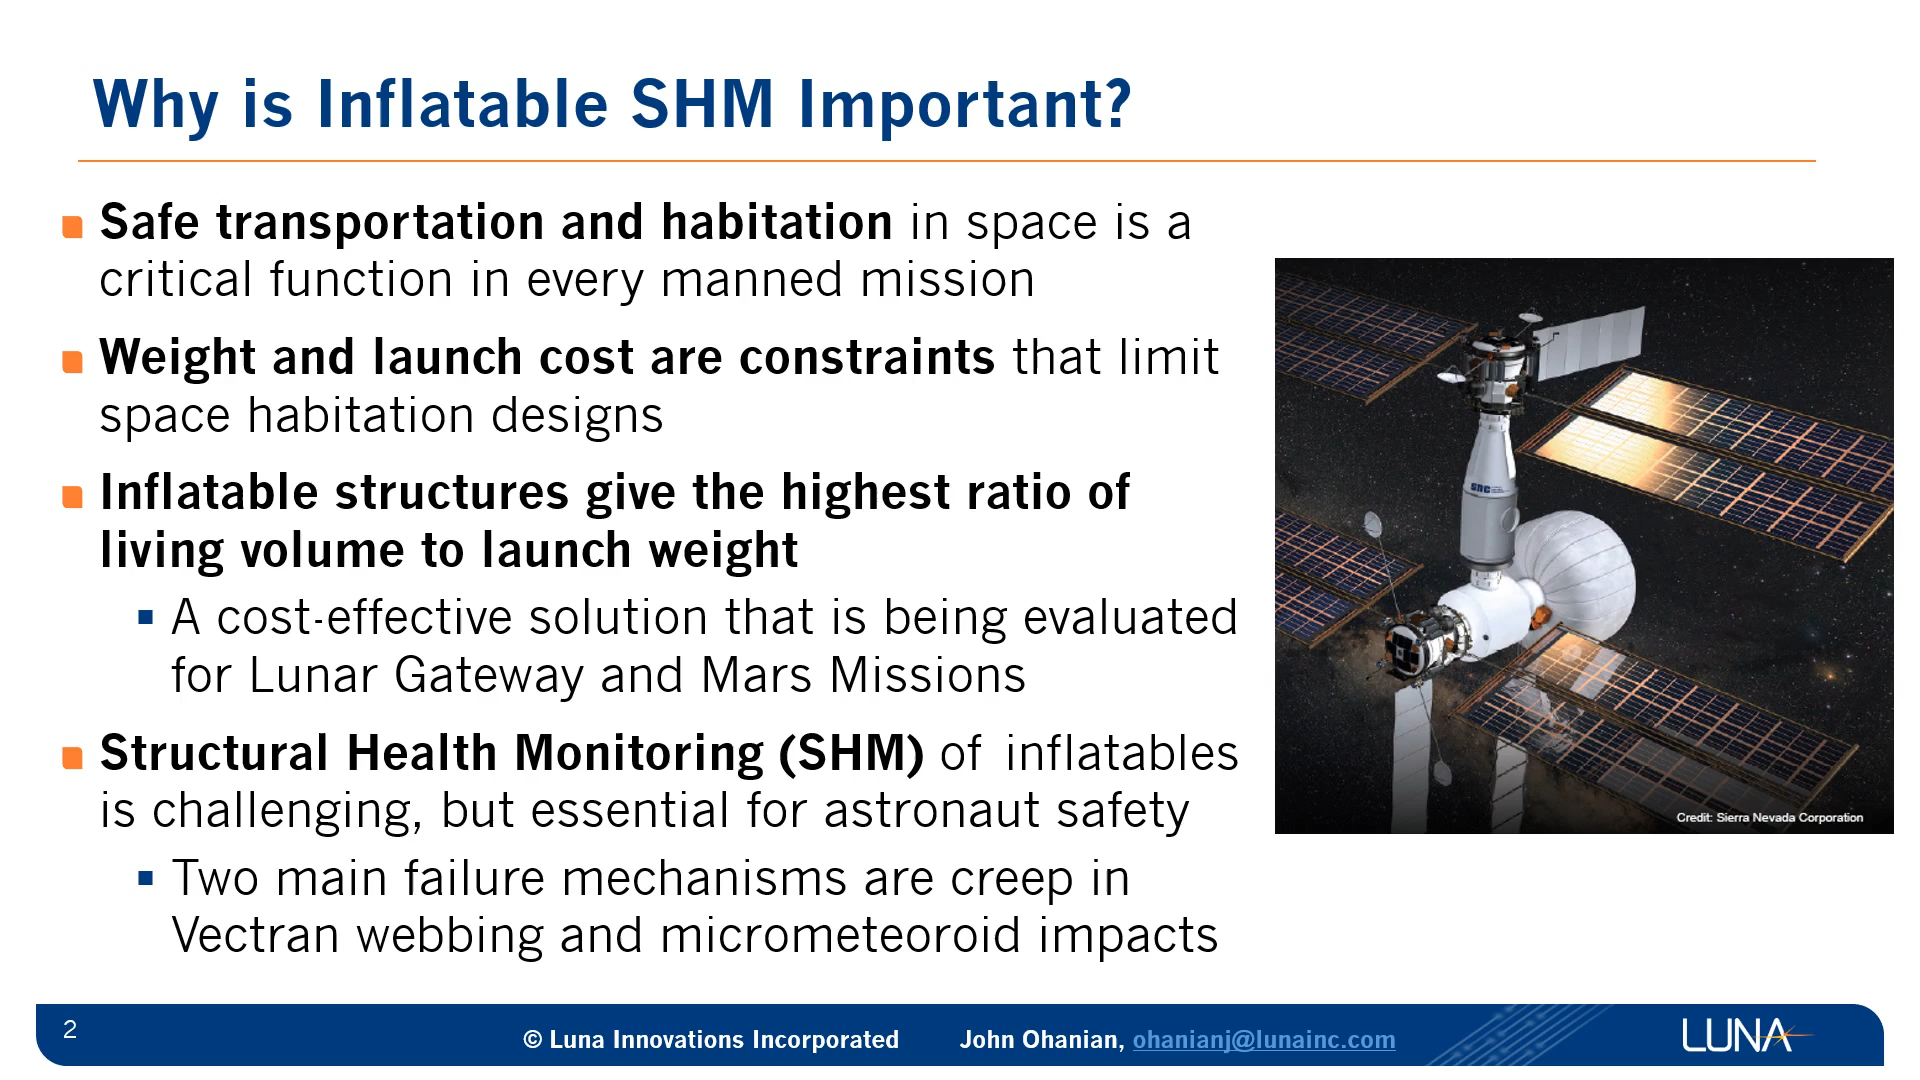 Why is Inflatable SHM Important?
Safe transportation and habitation in space is a
critical function in every manned mission
Weight and launch cost are constraints that limit
space habitation designs
Inflatable structures give the highest ratio of
living volume to launch weight
A cost-effective solution that is being evaluated
for Lunar Gateway and Mars Missions
Structural Health Monitoring (SHM) of inflatables
is challenging, but essential for astronaut safety
Two main failure mechanisms are creep in
Vectran webbing and micrometeoroid impacts
snc
Credit: Sierra Nevada Corporation
2
© Luna Innovations Incorporated John Ohanian, ohanianj@lunainc.com
LUNA